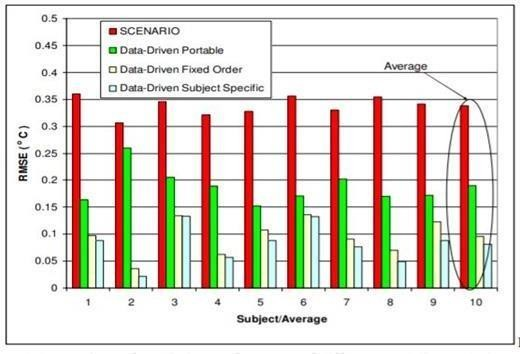 0.5
0.45
0.4
0.35
0.3
0.25
0.2
0.15
0.1
0.05
0
RMSE (°C)
SCENARIO
Data-Driven Portable
Data-Driven Fixed Order
Data-Driven Subject Specific
Average
1 2 3 4 5 6 7 8 9 10
Subject/Average